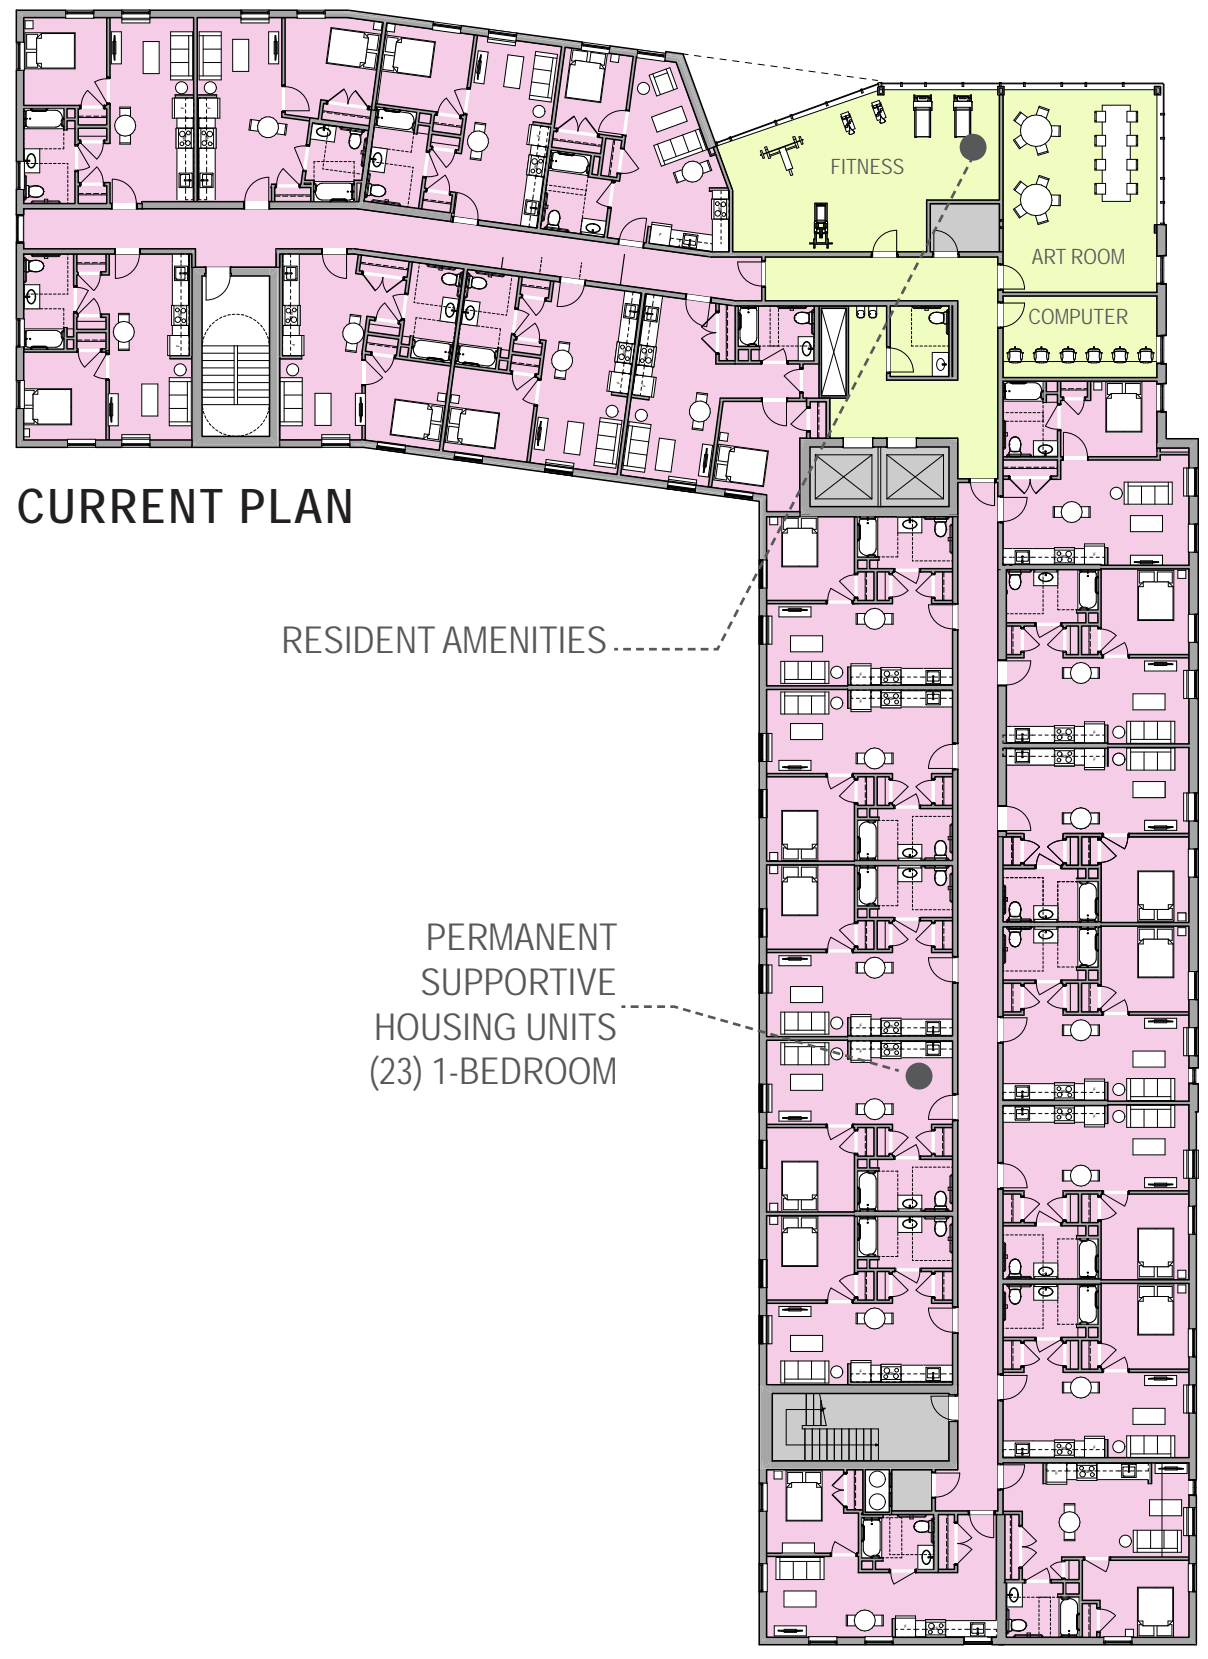 FITNESS
ART ROOM
COMPUTER
CURRENT PLAN
RESIDENT AMENITIES
PERMANENT
SUPPORTIVE
HOUSING UNITS
(23) 1-BEDROOM